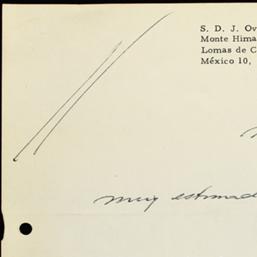 S. D. J. Ov
Monte Hima
Lomas de C
México 10,
muy estimad